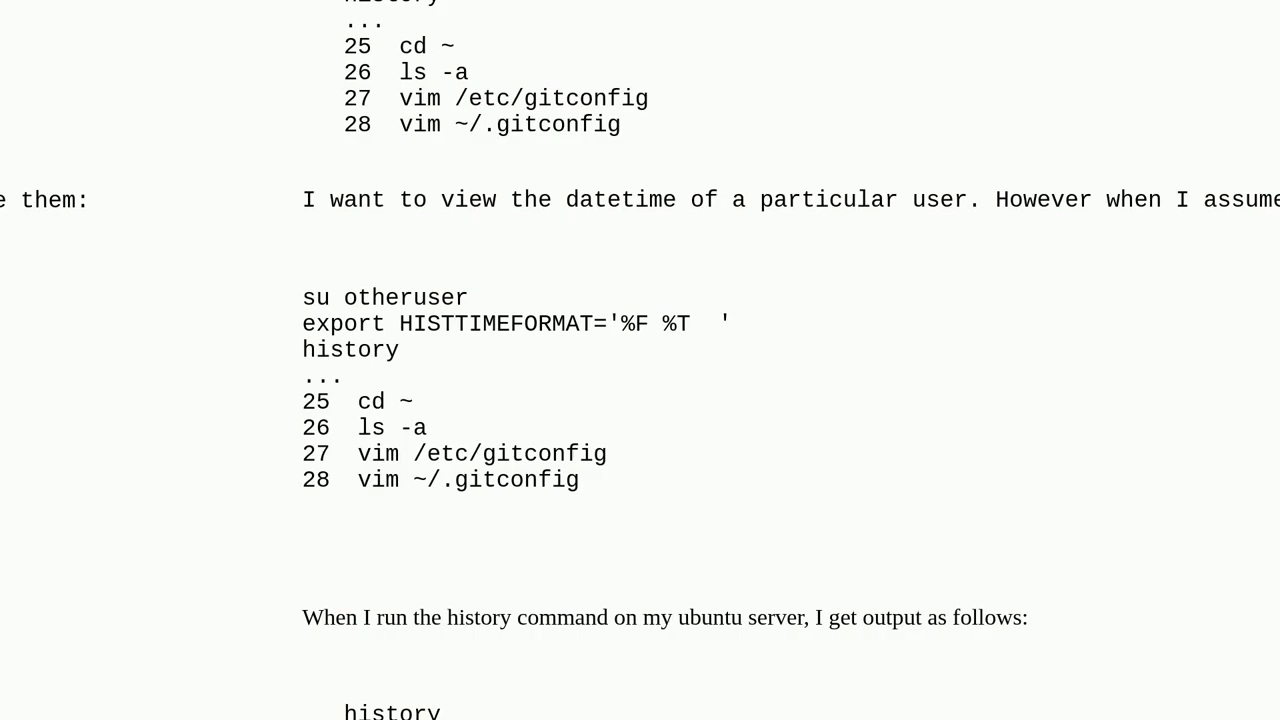 ...
25  cd ~
26  ls -a
27  vim /etc/gitconfig
28  vim ~/.gitconfig
them:
I want to view the datetime of a particular user. However when I assume
su otheruser
export HISTTIMEFORMAT='%F %T  '
history
...
25  cd ~
26  ls -a
27  vim /etc/gitconfig
28  vim ~/.gitconfig
When I run the history command on my ubuntu server, I get output as follows:
history